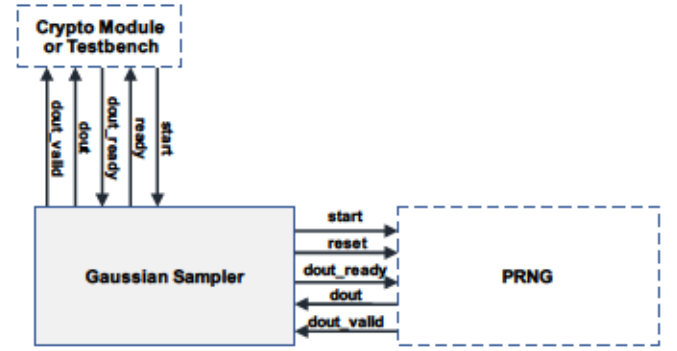 Crypto Module
or Testbench
dout_valid
dout
dout_ready
ready
start
Gaussian Sampler
start
reset
dout_ready
dout
dout_valid
PRNG